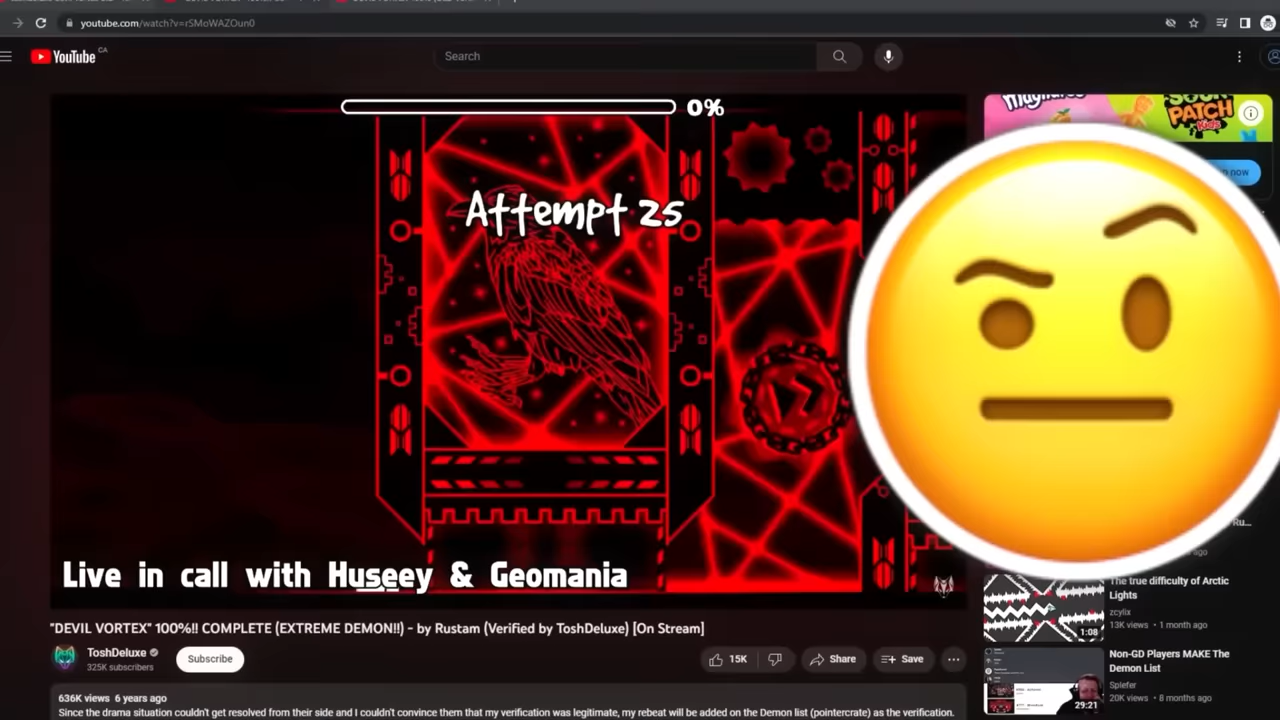 youtube.com/watch?v=rSMoWAZOun0
YouTube CA
Search
0%
Attempt 25
SOUR
PATCH
Kids
now
Live in call with Huseey & Geomania
"DEVIL VORTEX" 100%!! COMPLETE (EXTREME DEMON!!) - by Rustam (Verified by ToshDeluxe) [On Stream]
ToshDeluxe
325K subscribers
Subscribe
15K
Share
Save
636K views 6 years ago
Since the drama situation couldn't get resolved from their side and I couldn't convince them that my verification was legitimate, my rebeat will be added on the Demon list (pointercrate) as the verification.
Ru...
ago
The true difficulty of Arctic
Lights
zcylix
13K views • 1 month ago
1:08
Non-GD Players MAKE The
Demon List
Splefer
20K views • 8 months ago
29:21